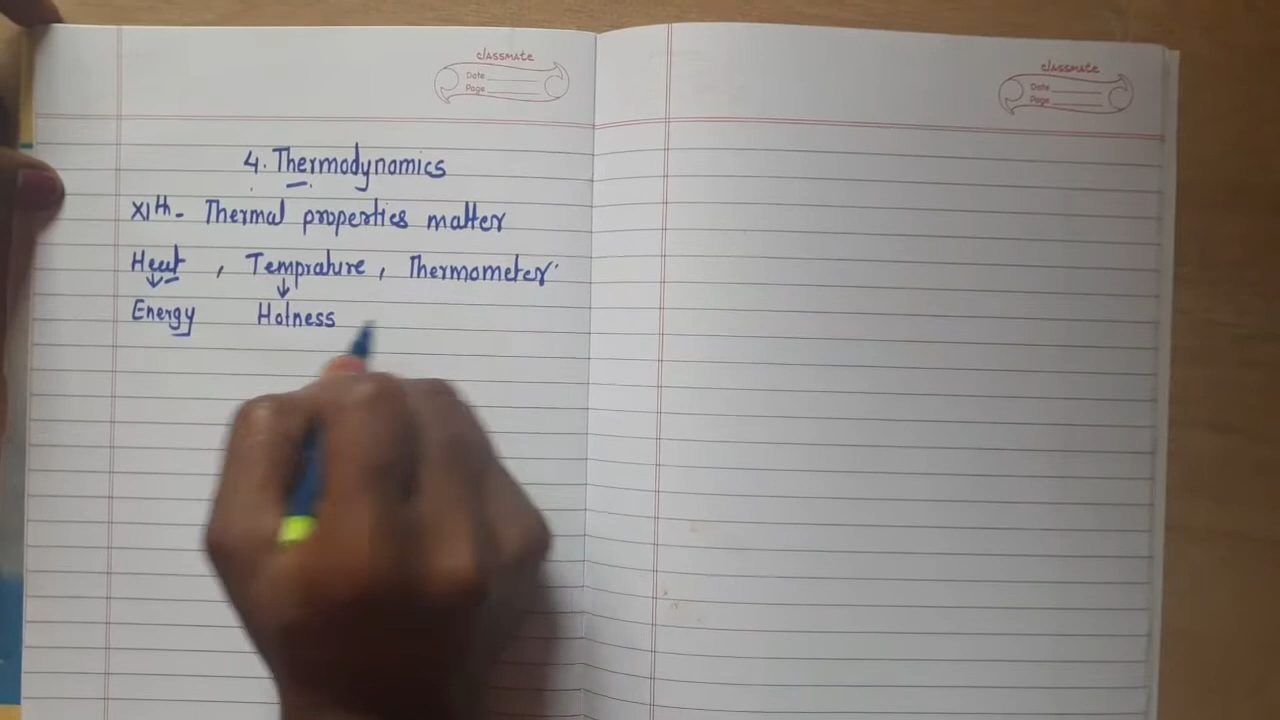 classmate
Date
Page
classmate
Date
Page
4. Thermodynamics
XIth - Thermal properties matter
Heat , Temprature , Thermometer
Energy Hotness